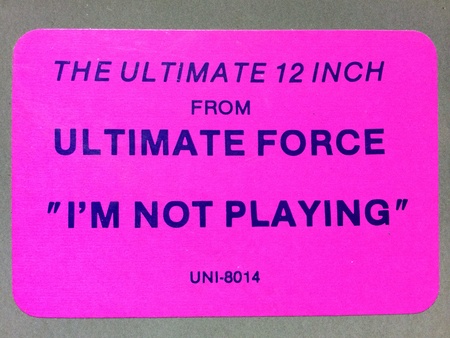 THE ULTIMATE 12 INCH
FROM
ULTIMATE FORCE
"I'M NOT PLAYING"
UNI-8014